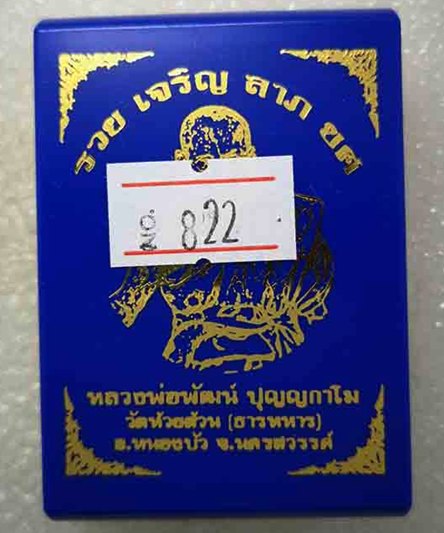 รวย เจริญ ลาภ ยศ
NO. 822
หลวงพ่อพัฒน์ ปุญญกาโม
วัดห้วยด้วน (ธารทหาร)
อ.หนองบัว จ.นครสวรรค์